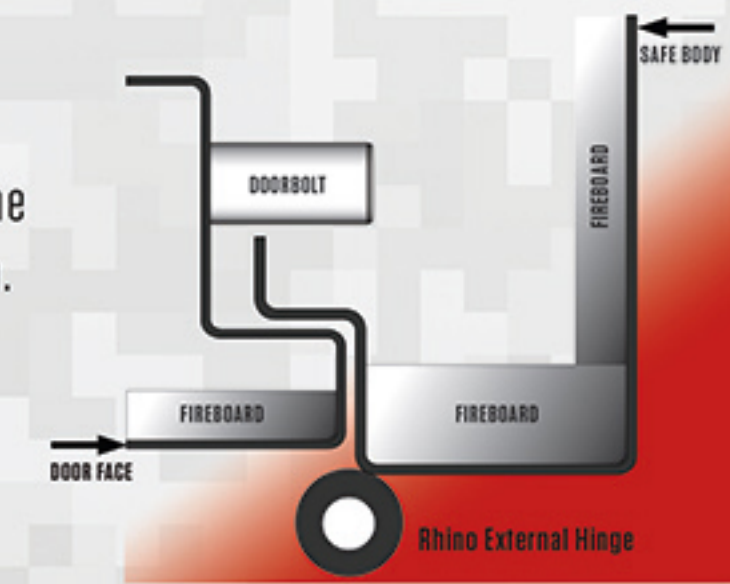 SAFE BODY
DOORBOLT
FIREBOARD
FIREBOARD
FIREBOARD
DOOR FACE
Rhino External Hinge